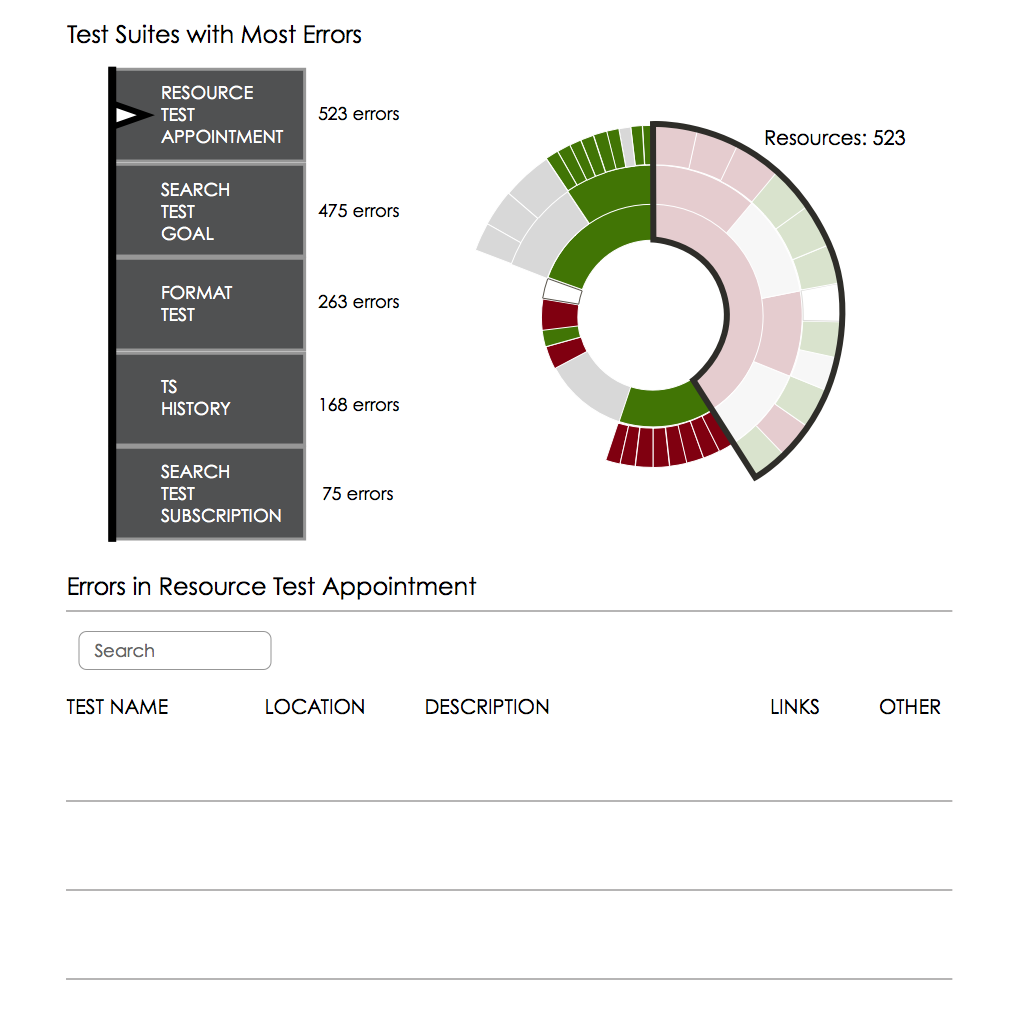 Test Suites with Most Errors
RESOURCE
TEST
APPOINTMENT
523 errors
Resources: 523
SEARCH
TEST
GOAL
475 errors
FORMAT
TEST
263 errors
TS
HISTORY
168 errors
SEARCH
TEST
SUBSCRIPTION
75 errors
Errors in Resource Test Appointment
Search
TEST NAME LOCATION DESCRIPTION LINKS OTHER